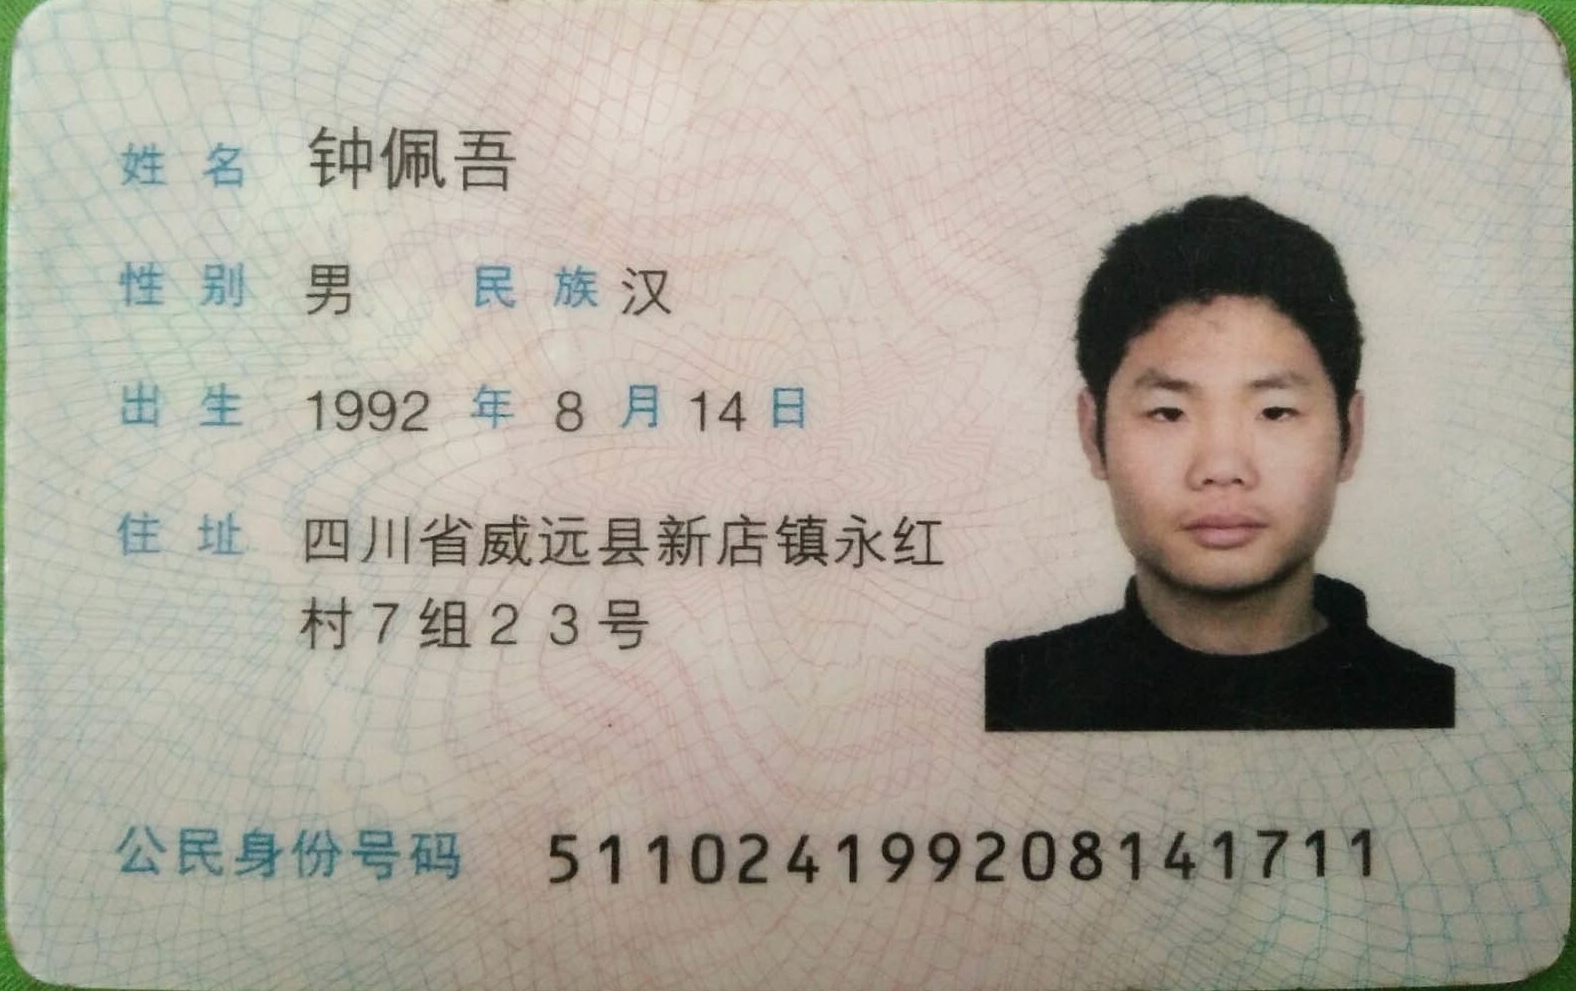 姓名 钟佩吾
性别 男 民族 汉
出生 1992 年 8 月 14 日
住址 四川省威远县新店镇永红
村7组23号
公民身份号码 511024199208141711